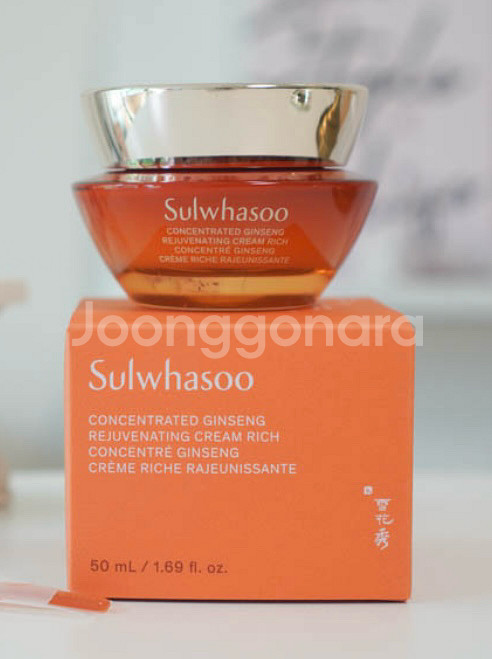 Sulwhasoo
CONCENTRATED GINSENG
REJUVENATING CREAM RICH
CONCENTRÉ GINSENG
CRÈME RICHE RAJEUNISSANTE
Joonggonara
Sulwhasoo
CONCENTRATED GINSENG
REJUVENATING CREAM RICH
CONCENTRÉ GINSENG
CRÈME RICHE RAJEUNISSANTE
雪花秀
50 mL / 1.69 fl. oz.